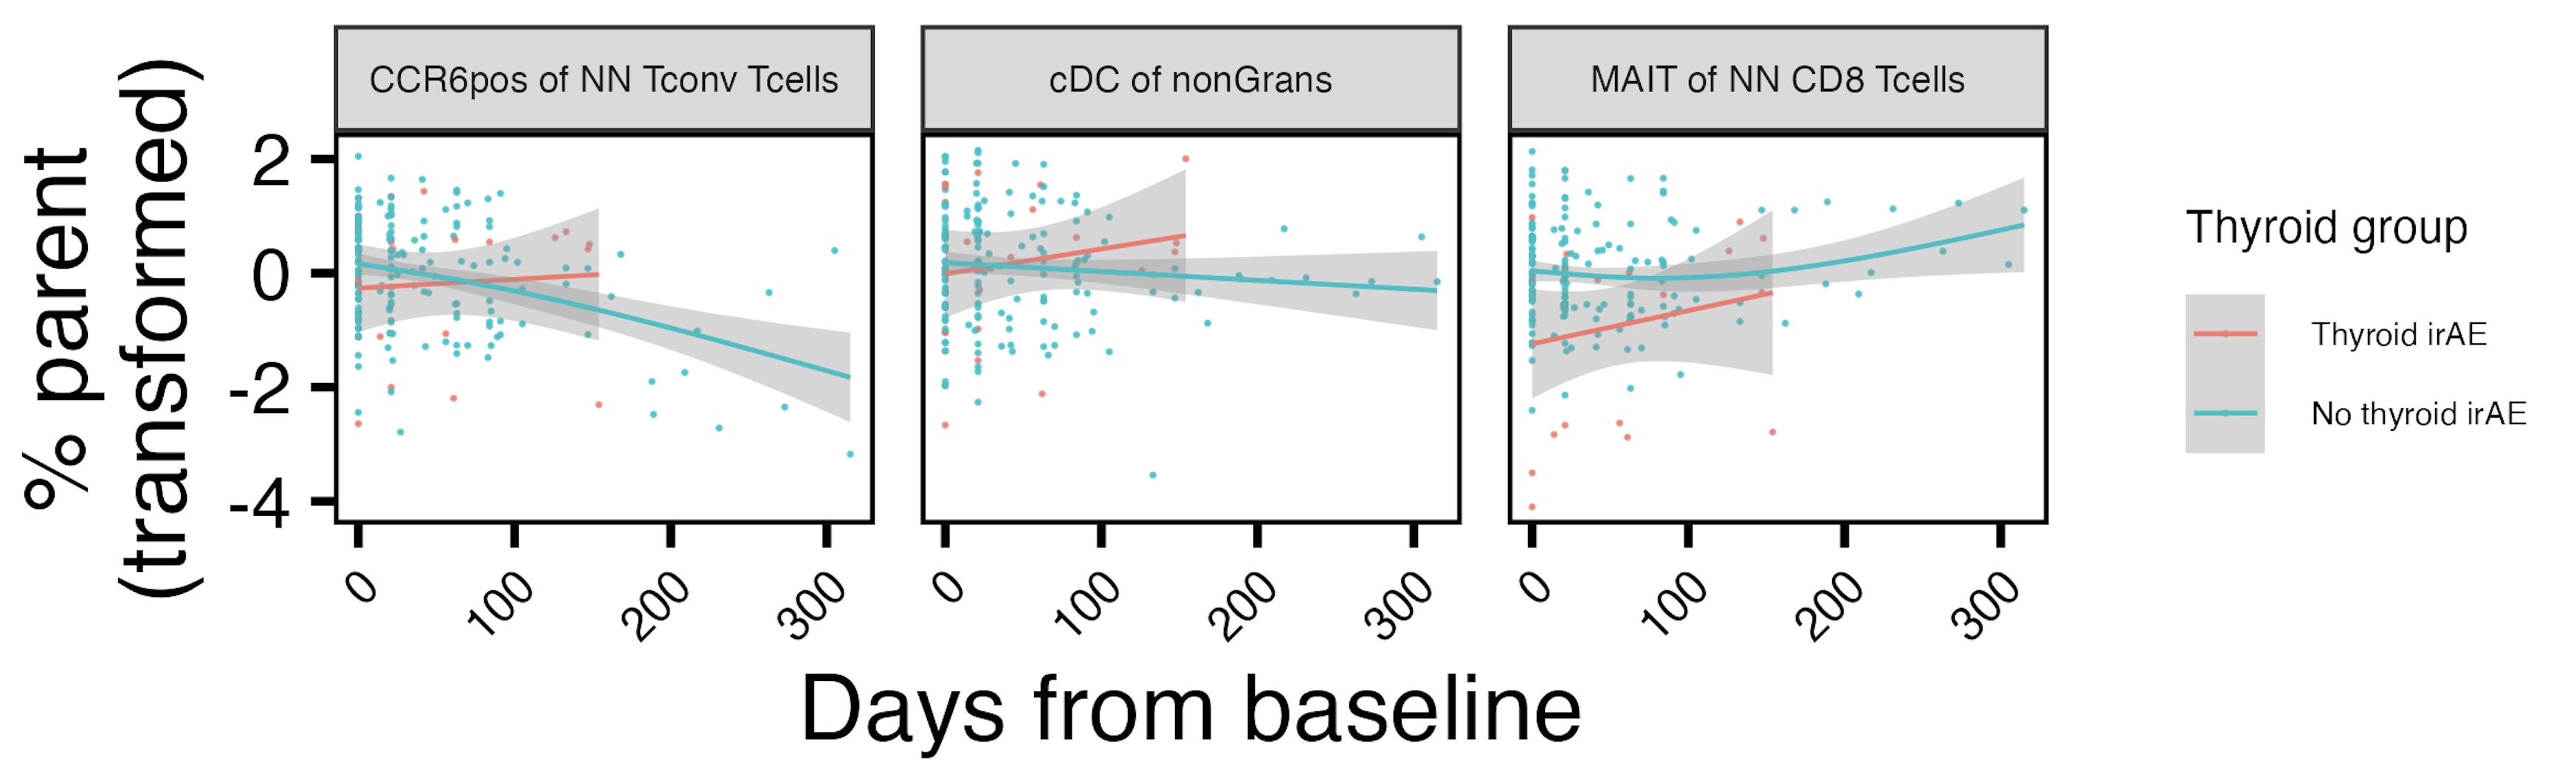 CCR6pos of NN Tconv Tcells
cDC of nonGrans
MAIT of NN CD8 Tcells
% parent
(transformed)
2
0
-2
-4
0
100
200
300
0
100
200
300
0
100
200
300
Days from baseline
Thyroid group
Thyroid irAE
No thyroid irAE